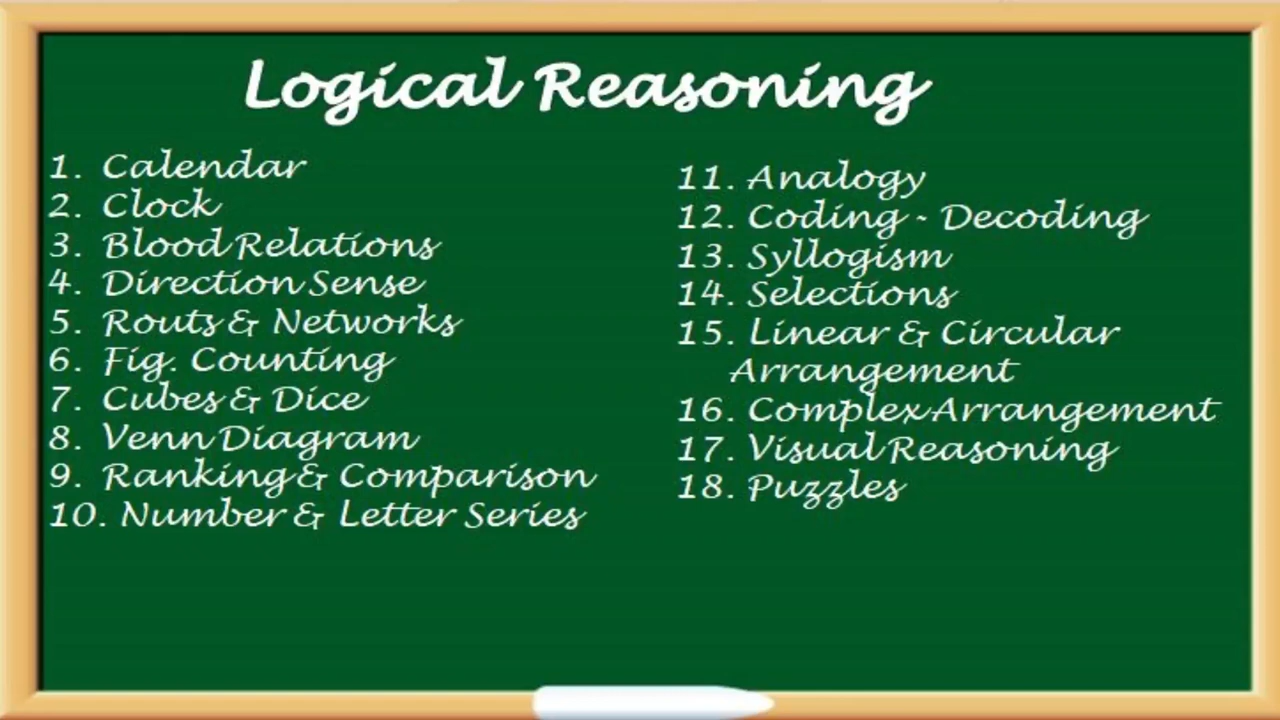 Logical Reasoning
1. Calendar
2. Clock
3. Blood Relations
4. Direction Sense
5. Routs & Networks
6. Fig. Counting
7. Cubes & Dice
8. Venn Diagram
9. Ranking & Comparison
10. Number & Letter Series
11. Analogy
12. Coding - Decoding
13. Syllogism
14. Selections
15. Linear & Circular
Arrangement
16. Complex Arrangement
17. Visual Reasoning
18. Puzzles